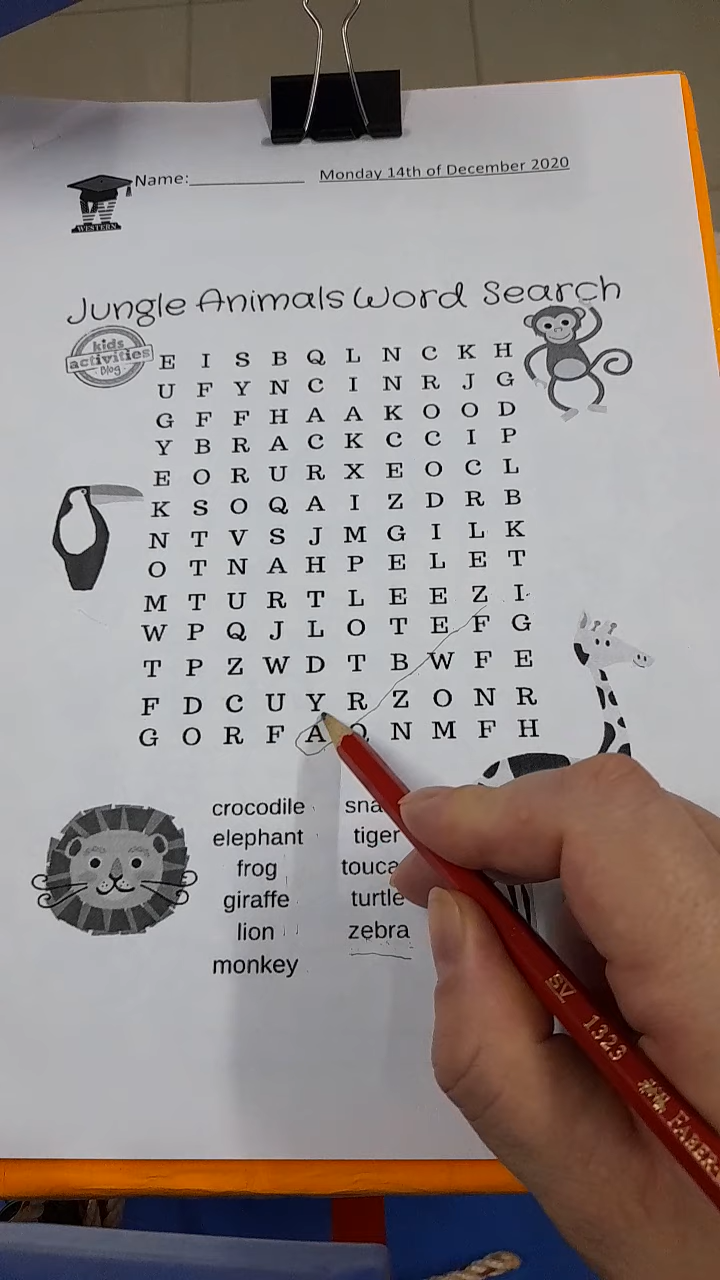 Name:____________ Monday 14th of December 2020
WESTERN
Jungle Animals Word Search
kids
activities
Blog
E I S B Q L N C K H
U F Y N C I N R J G
G F F H A A K O O D
Y B R A C K C C I P
E O R U R X E O C L
K S O Q A I Z D R B
N T V S J M G I L K
O T N A H P E L E T
M T U R T L E E Z I
W P Q J L O T E F G
T P Z W D T B W F E
F D C U Y R Z O N R
G O R F A N M F H
crocodile
elephant tiger
frog
giraffe turtle
lion zebra
monkey
SV 1323